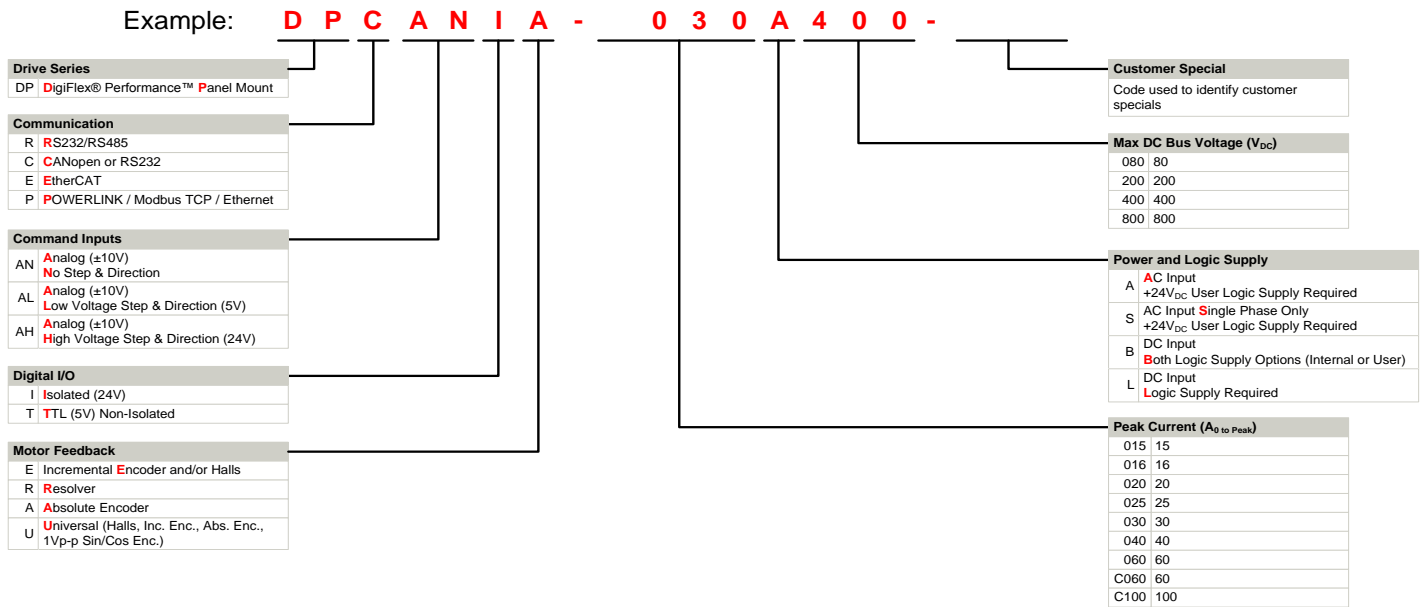 Example: D P C A N I A - 0 3 0 A 4 0 0 -
Drive Series
DP DigiFlex® Performance™ Panel Mount
Communication
R RS232/RS485
C CANopen or RS232
E EtherCAT
P POWERLINK / Modbus TCP / Ethernet
Command Inputs
AN Analog (±10V)
No Step & Direction
AL Analog (±10V)
Low Voltage Step & Direction (5V)
AH Analog (±10V)
High Voltage Step & Direction (24V)
Digital I/O
I Isolated (24V)
T TTL (5V) Non-Isolated
Motor Feedback
E Incremental Encoder and/or Halls
R Resolver
A Absolute Encoder
U Universal (Halls, Inc. Enc., Abs. Enc.,
1Vp-p Sin/Cos Enc.)
Customer Special
Code used to identify customer
specials
Max DC Bus Voltage (VDC)
080 80
200 200
400 400
800 800
Power and Logic Supply
A AC Input
+24VDC User Logic Supply Required
S AC Input Single Phase Only
+24VDC User Logic Supply Required
B DC Input
Both Logic Supply Options (Internal or User)
L DC Input
Logic Supply Required
Peak Current (A0 to Peak)
015 15
016 16
020 20
025 25
030 30
040 40
060 60
C060 60
C100 100